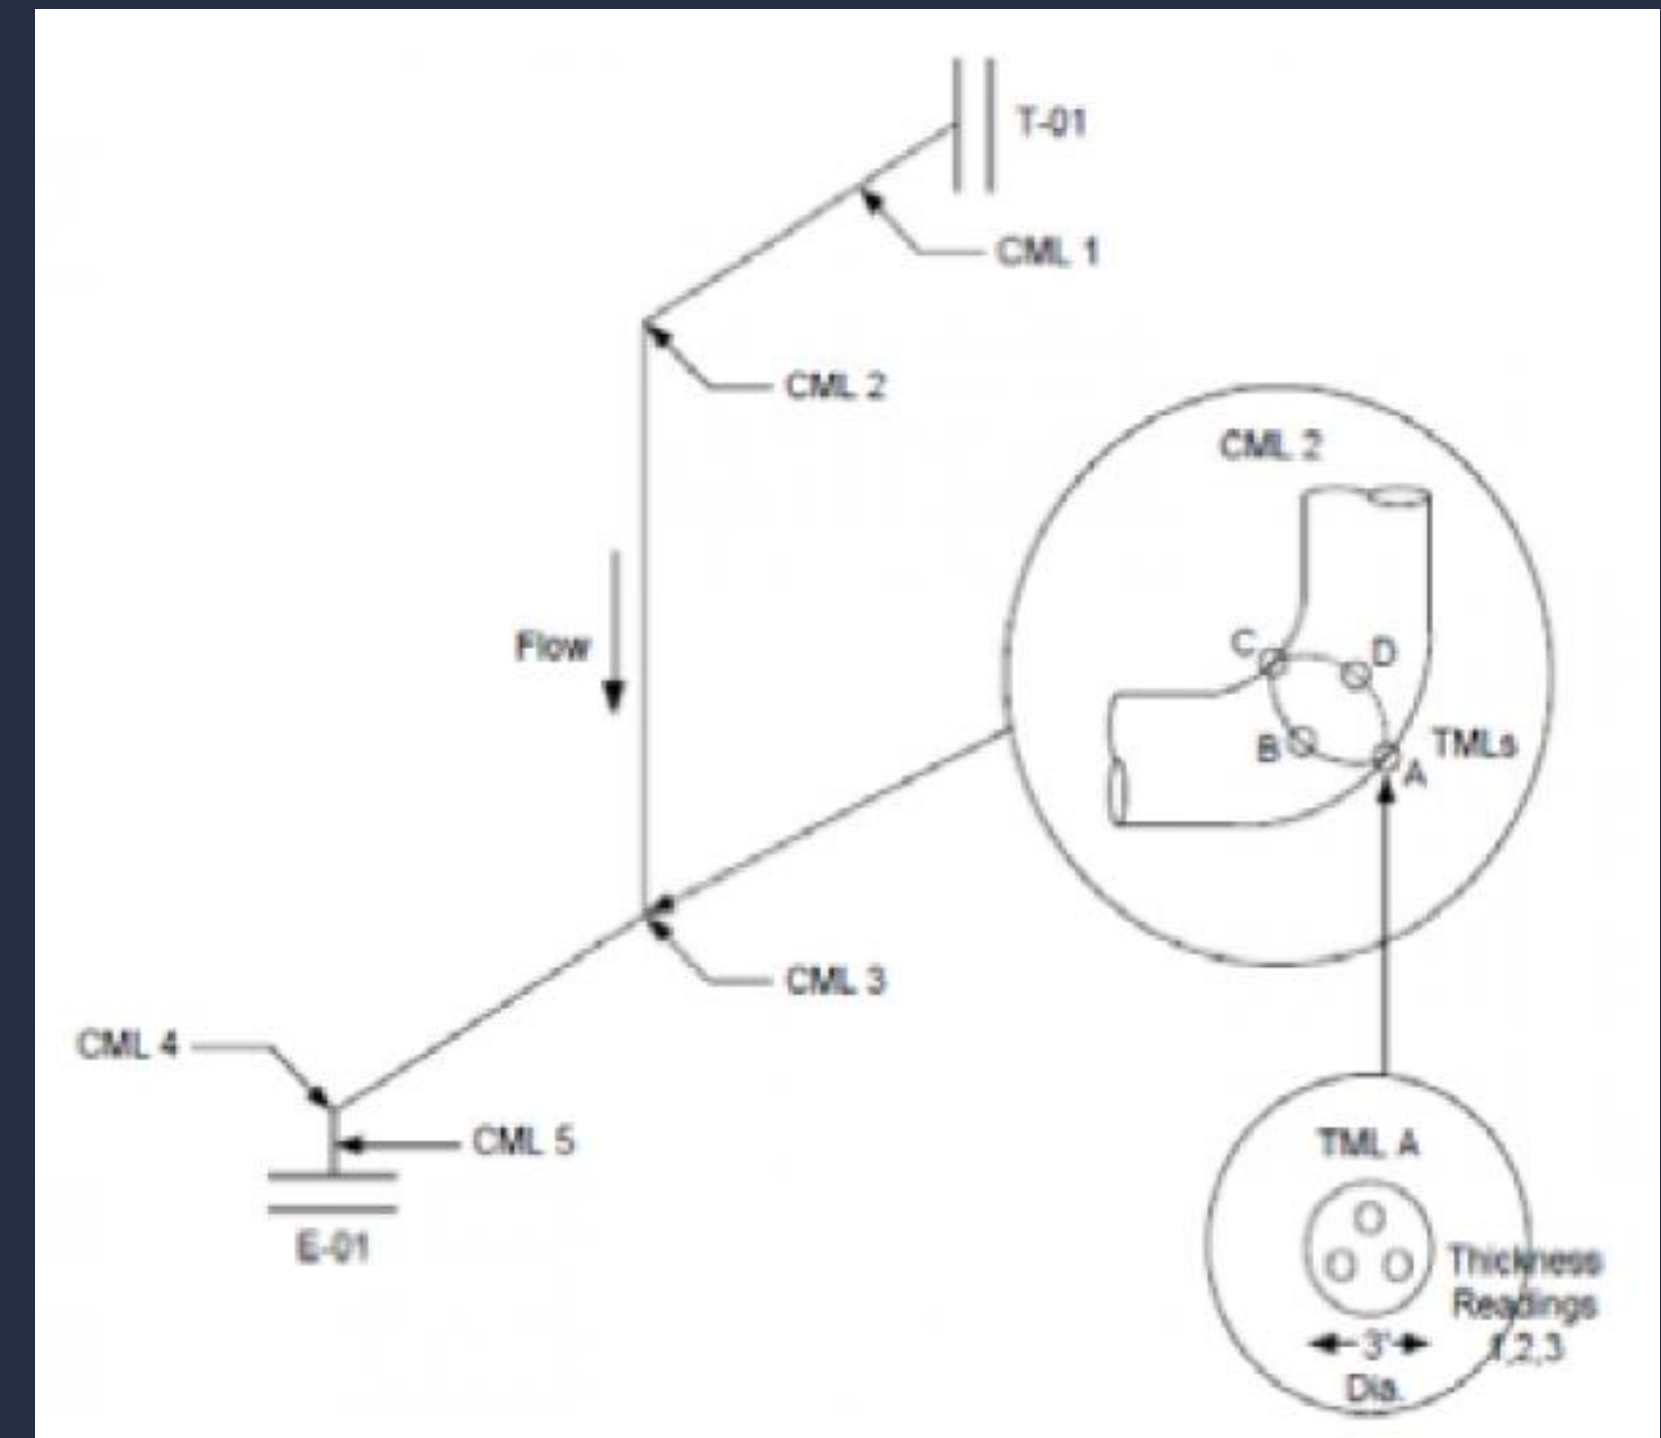 T-01
CML 1
CML 2
CML 2
C
D
Flow
B
TMLs
A
CML 3
CML 4
CML 5
TML A
E-01
Thickness
Readings
1,2,3
3"
Dia.